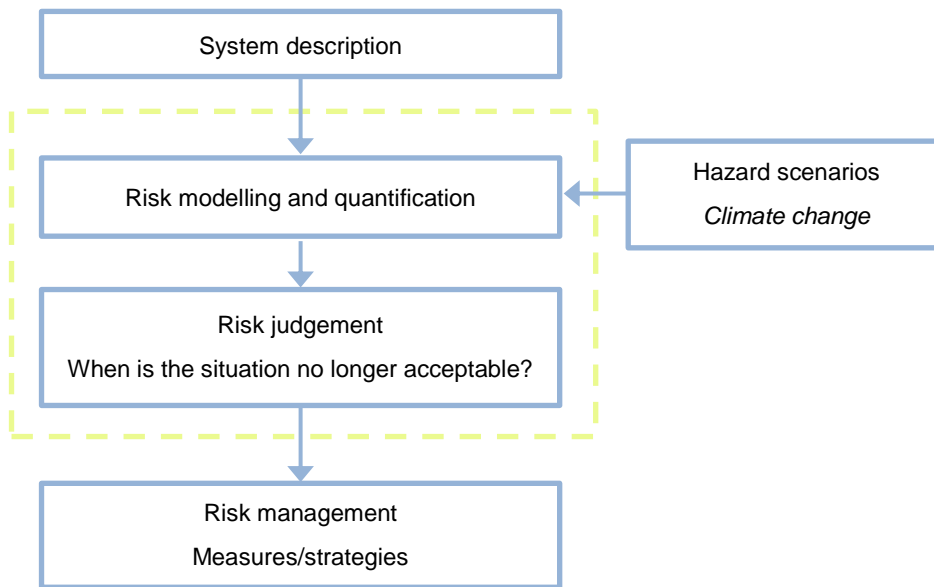 System description
Risk modelling and quantification
Hazard scenarios
Climate change
Risk judgement
When is the situation no longer acceptable?
Risk management
Measures/strategies